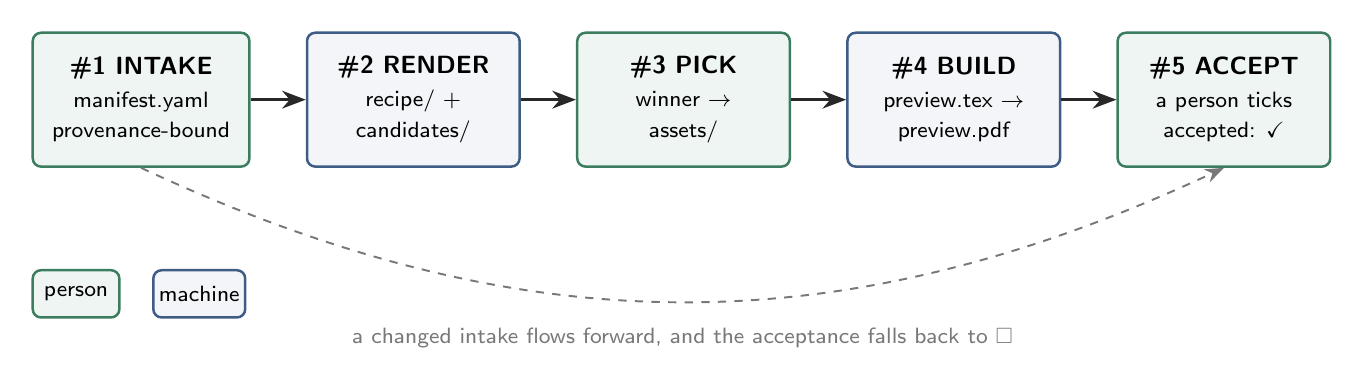 #1 INTAKE
manifest.yaml
provenance-bound
#2 RENDER
recipe/ +
candidates/
#3 PICK
winner →
assets/
#4 BUILD
preview.tex →
preview.pdf
#5 ACCEPT
a person ticks
accepted: ✓
person
machine
a changed intake flows forward, and the acceptance falls back to □